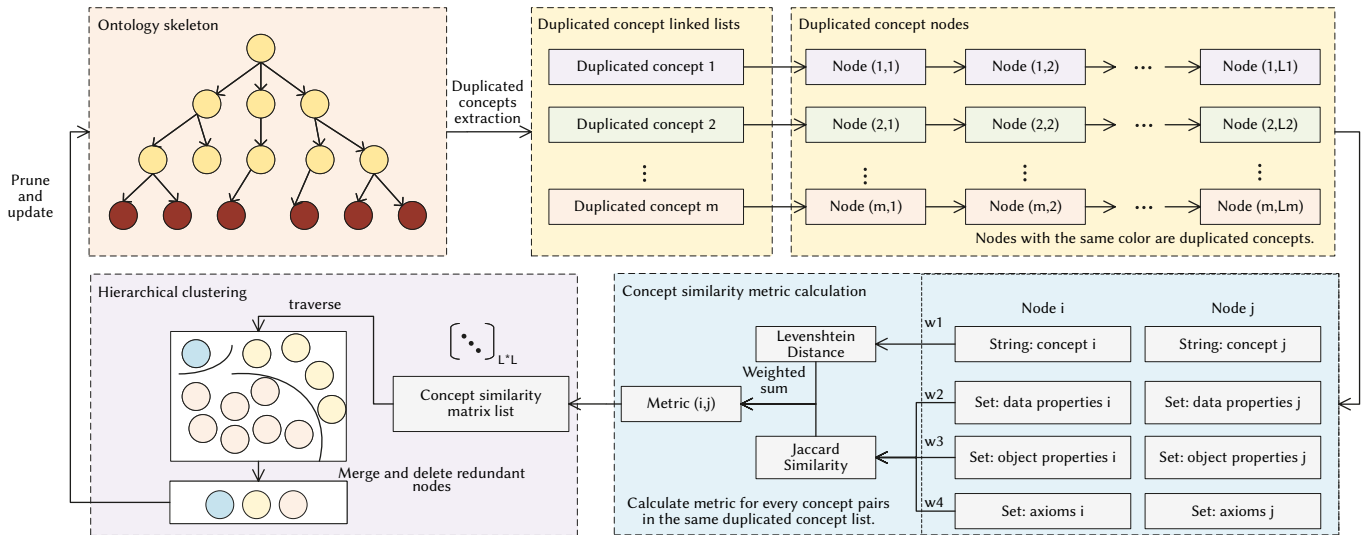 Ontology skeleton
Duplicated
concepts
extraction
Duplicated concept linked lists
Duplicated concept 1
Duplicated concept 2
⋮
Duplicated concept m
Duplicated concept nodes
Node (1,1)
Node (1,2)
...
Node (1,L1)
Node (2,1)
Node (2,2)
...
Node (2,L2)
⋮
⋮
⋮
Node (m,1)
Node (m,2)
...
Node (m,Lm)
Nodes with the same color are duplicated concepts.
Prune
and
update
Hierarchical clustering
traverse
[⋱]L*L
Concept similarity
matrix list
Merge and delete redundant
nodes
Concept similarity metric calculation
Levenshtein
Distance
Weighted
sum
Metric (i,j)
Jaccard
Similarity
Calculate metric for every concept pairs
in the same duplicated concept list.
w1
w2
w3
w4
Node i
Node j
String: concept i
String: concept j
Set: data properties i
Set: data properties j
Set: object properties i
Set: object properties j
Set: axioms i
Set: axioms j